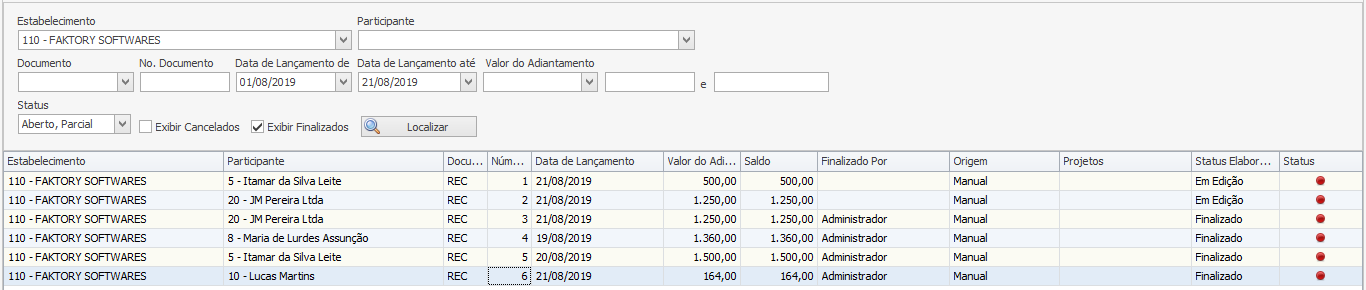 Estabelecimento Participante
110 - FAKTORY SOFTWARES
Documento No. Documento Data de Lançamento de Data de Lançamento até Valor do Adiantamento
01/08/2019 21/08/2019 e
Status
Aberto, Parcial Exibir Cancelados Exibir Finalizados Localizar
Estabelecimento Participante Docu... Núm... Data de Lançamento Valor do Adi... Saldo Finalizado Por Origem Projetos Status Elabor... Status
110 - FAKTORY SOFTWARES 5 - Itamar da Silva Leite REC 1 21/08/2019 500,00 500,00 Manual Em Edição
110 - FAKTORY SOFTWARES 20 - JM Pereira Ltda REC 2 21/08/2019 1.250,00 1.250,00 Manual Em Edição
110 - FAKTORY SOFTWARES 20 - JM Pereira Ltda REC 3 21/08/2019 1.250,00 1.250,00 Administrador Manual Finalizado
110 - FAKTORY SOFTWARES 8 - Maria de Lurdes Assunção REC 4 19/08/2019 1.360,00 1.360,00 Administrador Manual Finalizado
110 - FAKTORY SOFTWARES 5 - Itamar da Silva Leite REC 5 20/08/2019 1.500,00 1.500,00 Administrador Manual Finalizado
110 - FAKTORY SOFTWARES 10 - Lucas Martins REC 6 21/08/2019 164,00 164,00 Administrador Manual Finalizado